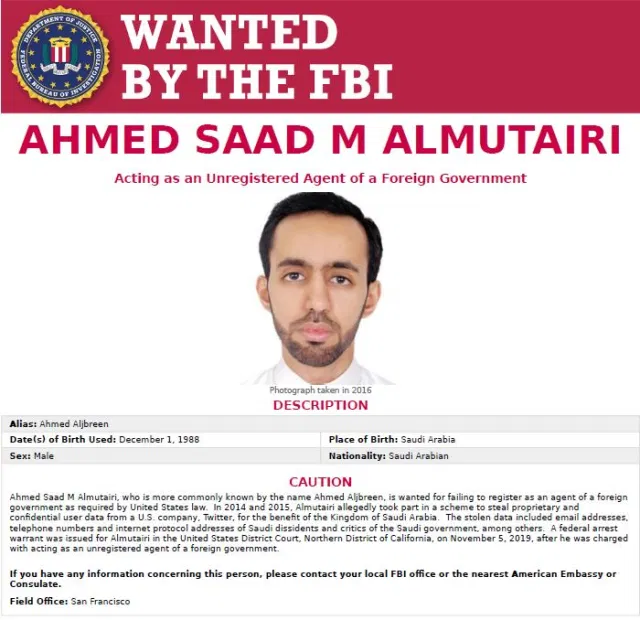 DEPARTMENT OF JUSTICE
FEDERAL BUREAU OF INVESTIGATION
WANTED
BY THE FBI
AHMED SAAD M ALMUTAIRI
Acting as an Unregistered Agent of a Foreign Government
Photograph taken in 2016
DESCRIPTION
Alias: Ahmed Aljbreen
Date(s) of Birth Used: December 1, 1988 Place of Birth: Saudi Arabia
Sex: Male Nationality: Saudi Arabian
CAUTION
Ahmed Saad M Almutairi, who is more commonly known by the name Ahmed Aljbreen, is wanted for failing to register as an agent of a foreign
government as required by United States law. In 2014 and 2015, Almutairi allegedly took part in a scheme to steal proprietary and
confidential user data from a U.S. company, Twitter, for the benefit of the Kingdom of Saudi Arabia. The stolen data included email addresses,
telephone numbers and internet protocol addresses of Saudi dissidents and critics of the Saudi government, among others. A federal arrest
warrant was issued for Almutairi in the United States District Court, Northern District of California, on November 5, 2019, after he was charged
with acting as an unregistered agent of a foreign government.
If you have any information concerning this person, please contact your local FBI office or the nearest American Embassy or
Consulate.
Field Office: San Francisco